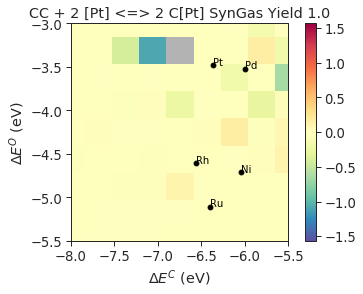 CC + 2 [Pt] <=> 2 C[Pt] SynGas Yield 1.0
−3.0
−3.5
−4.0
−4.5
−5.0
−5.5
ΔE^O (eV)
Pt
Pd
Rh
Ni
Ru
−8.0 −7.5 −7.0 −6.5 −6.0 −5.5
ΔE^C (eV)
1.5
1.0
0.5
0.0
−0.5
−1.0
−1.5